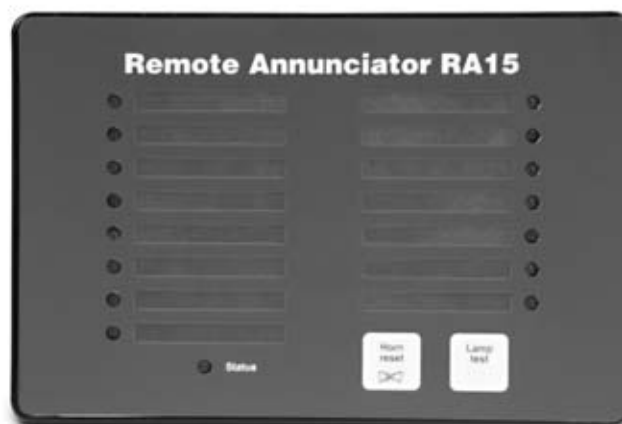 Remote Annunciator RA15
Status
Horn
reset
Lamp
test